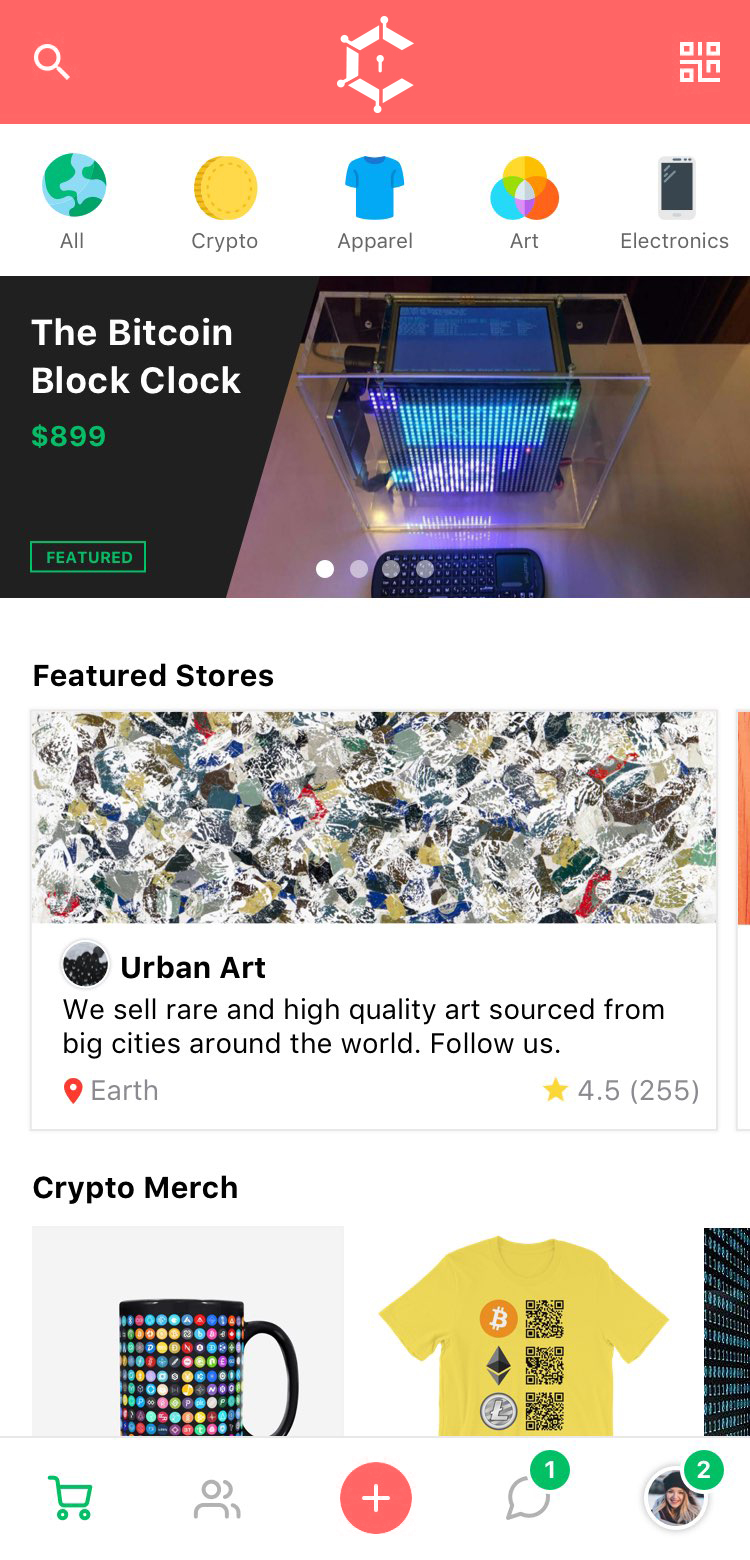 All
Crypto
Apparel
Art
Electronics
The Bitcoin
Block Clock
$899
FEATURED
Featured Stores
Urban Art
We sell rare and high quality art sourced from
big cities around the world. Follow us.
Earth
4.5 (255)
Crypto Merch
1
2